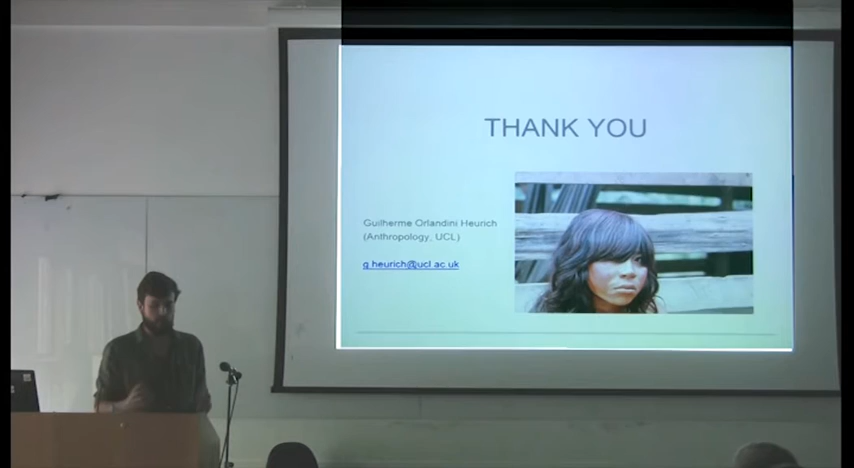 THANK YOU
Guilherme Orlandini Heurich
(Anthropology, UCL)
g.heurich@ucl.ac.uk